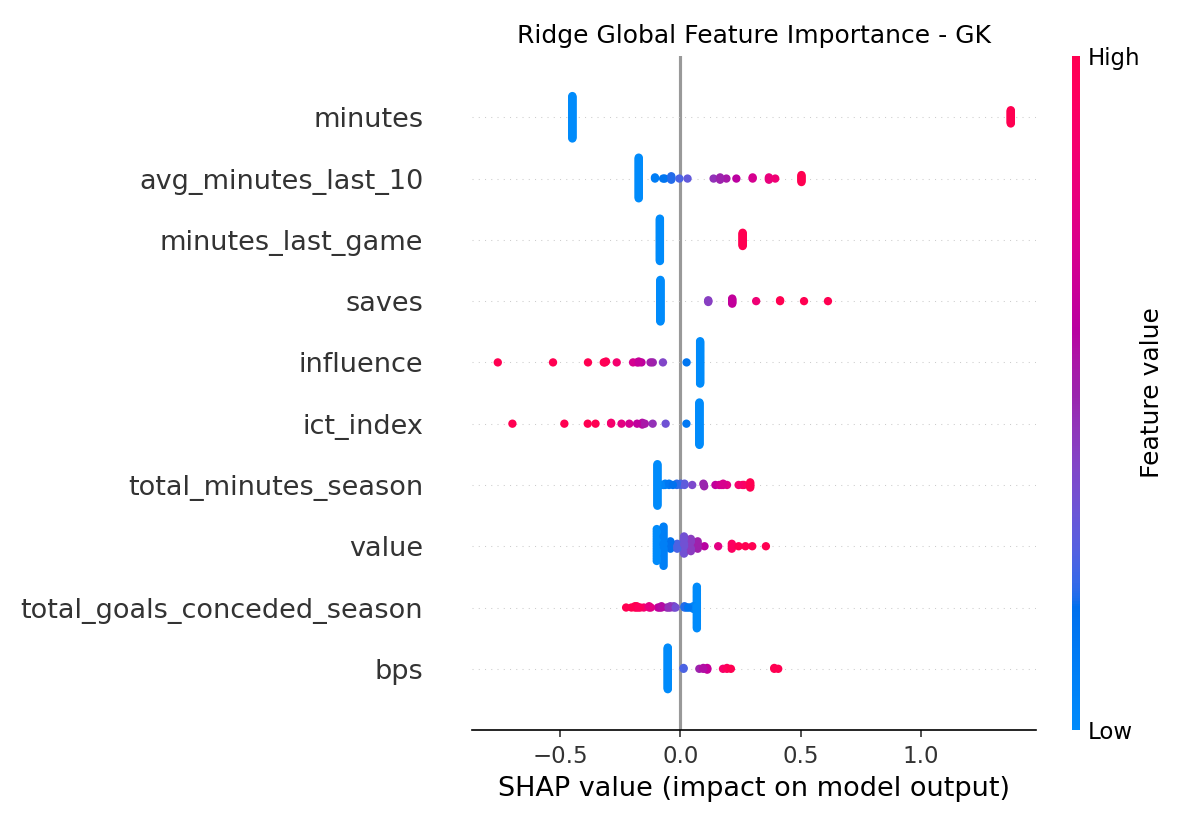 Ridge Global Feature Importance - GK
High
minutes
avg_minutes_last_10
minutes_last_game
saves
influence
ict_index
total_minutes_season
value
total_goals_conceded_season
bps
Feature value
Low
−0.5 0.0 0.5 1.0
SHAP value (impact on model output)